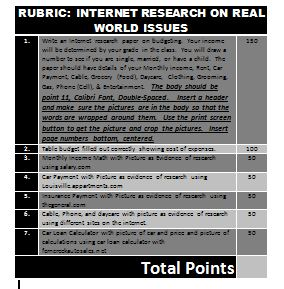 RUBRIC: INTERNET RESEARCH ON REAL
WORLD ISSUES
1. Write an internet research paper on Budgeting. Your income 150
will be determined by your grade in the class. You will draw a
number to see if you are single, married, or have a child. The
paper should have details of your Monthly income, Rent, Car
Payment, Cable, Grocery (Food), Daycare, Clothing, Grooming,
Gas, Phone (Cell), & Entertainment. The body should be
point 11, Calibri Font, Double-Spaced. Insert a header
and make sure the pictures are in the body so that the
words are wrapped around them. Use the print screen
button to get the picture and crop the pictures. Insert
page numbers bottom, centered.
2. Table budget filled out correctly showing cost of expenses. 100
3. Monthly Income Math with Picture as evidence of research 50
using salary.com
4. Car Payment with Picture as evidence of research using 50
Louisville.appartments.com
5. Insurance Payment with Picture as evidence of research using 50
thegeneral.com
6. Cable, Phone, and daycare with picture as evidence of research 50
using different sites on the internet.
7. Car Loan Calculator with picture of car and price and picture of 50
calculations using car loan calculator with
femcreekautosales.net
Total Points